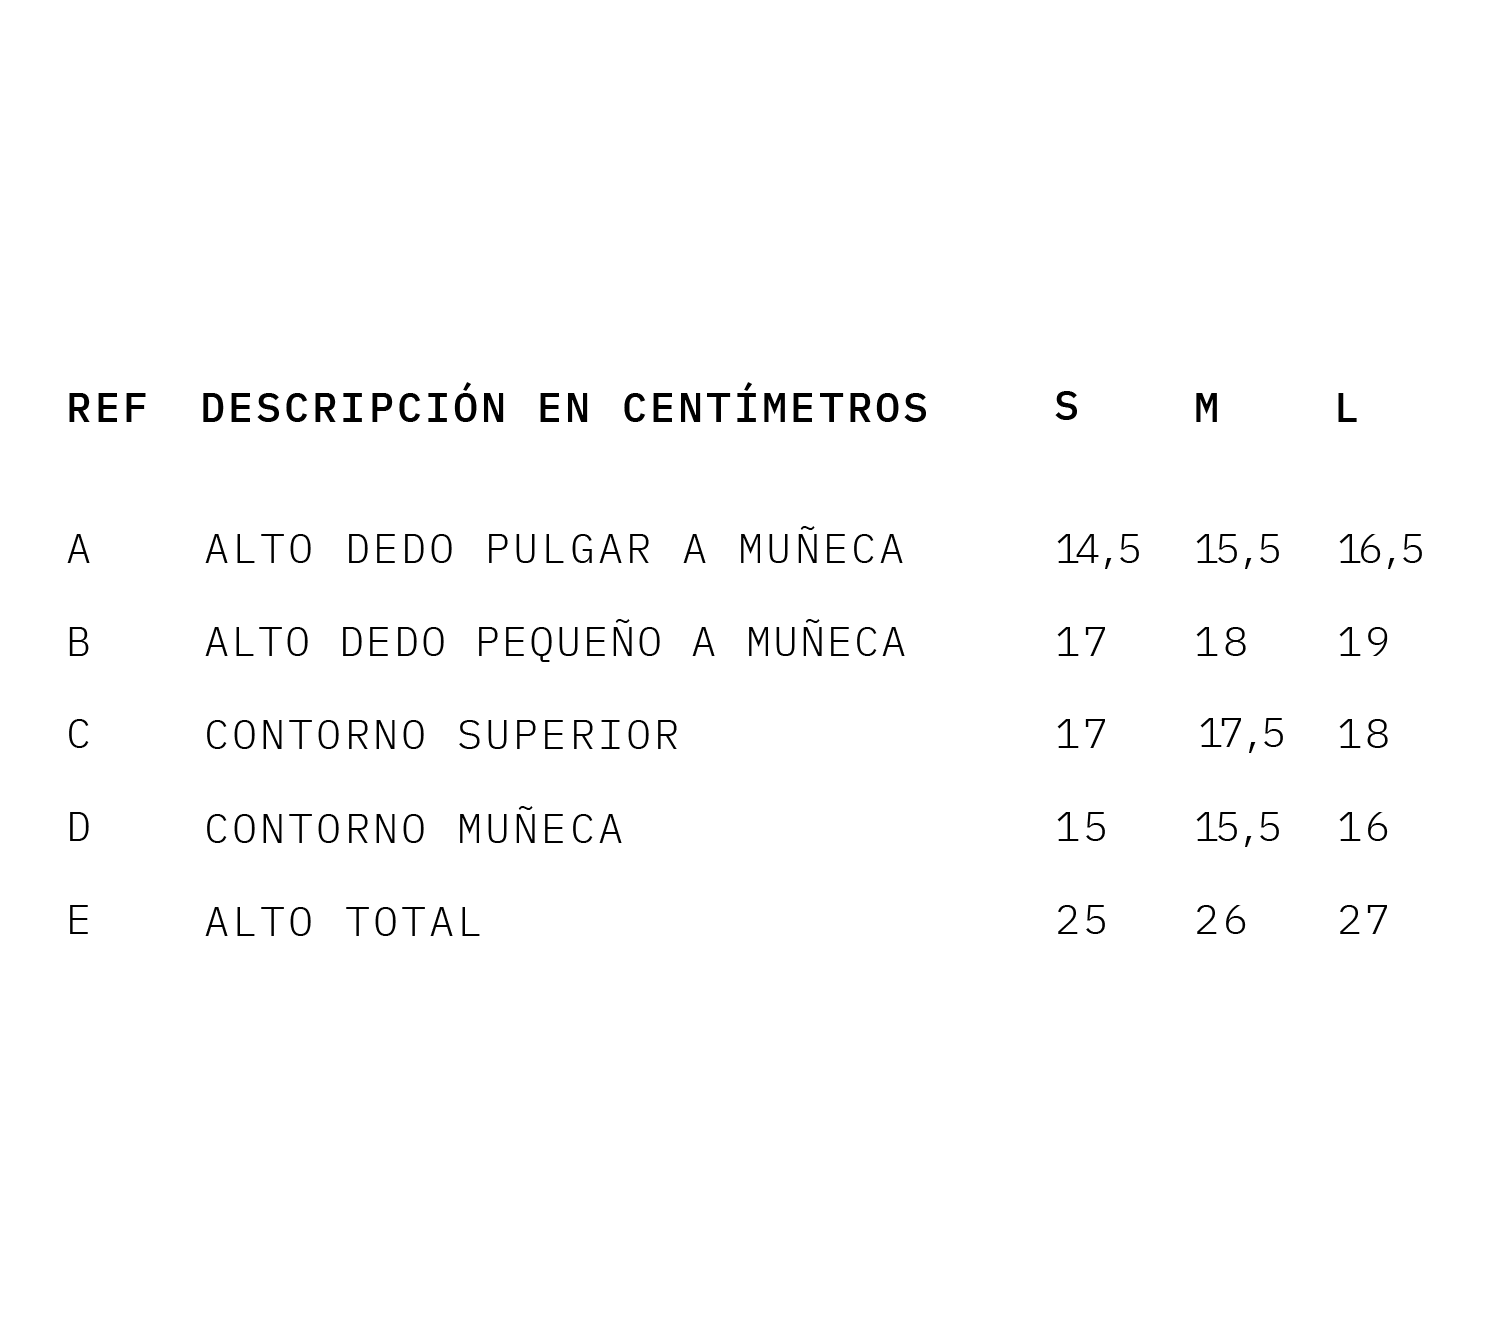 REF DESCRIPCIÓN EN CENTÍMETROS S M L
A ALTO DEDO PULGAR A MUÑECA 14,5 15,5 16,5
B ALTO DEDO PEQUEÑO A MUÑECA 17 18 19
C CONTORNO SUPERIOR 17 17,5 18
D CONTORNO MUÑECA 15 15,5 16
E ALTO TOTAL 25 26 27